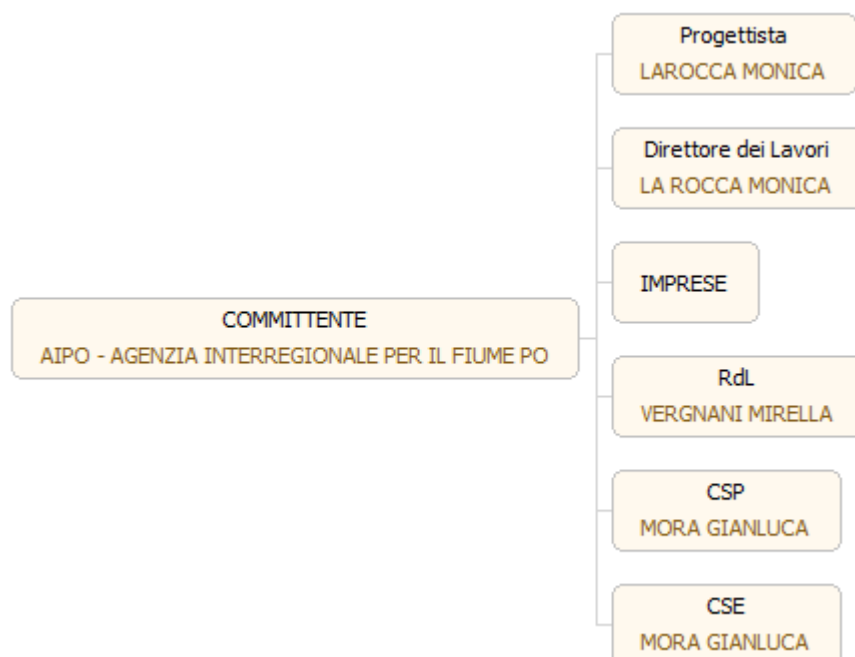 Progettista
LAROCCA MONICA
Direttore dei Lavori
LA ROCCA MONICA
IMPRESE
COMMITTENTE
AIPO - AGENZIA INTERREGIONALE PER IL FIUME PO
RdL
VERGNANI MIRELLA
CSP
MORA GIANLUCA
CSE
MORA GIANLUCA